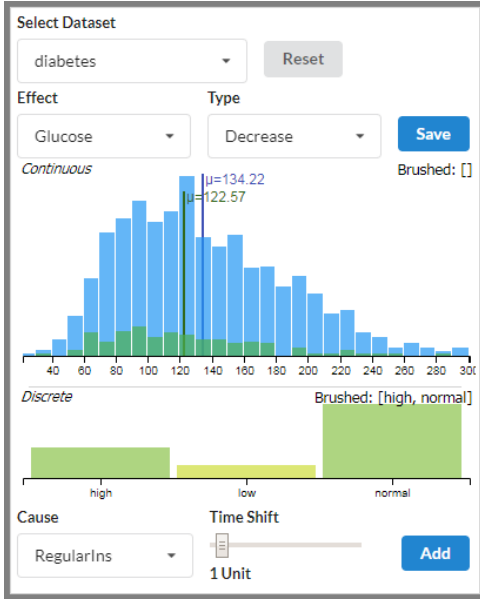 Select Dataset
diabetes
Reset
Effect
Type
Glucose
Decrease
Save
Continuous
Brushed: []
μ=134.22
μ=122.57
40 60 80 100 120 140 160 180 200 220 240 260 280 300
Discrete
Brushed: [high, normal]
high low normal
Cause
Time Shift
RegularIns
1 Unit
Add